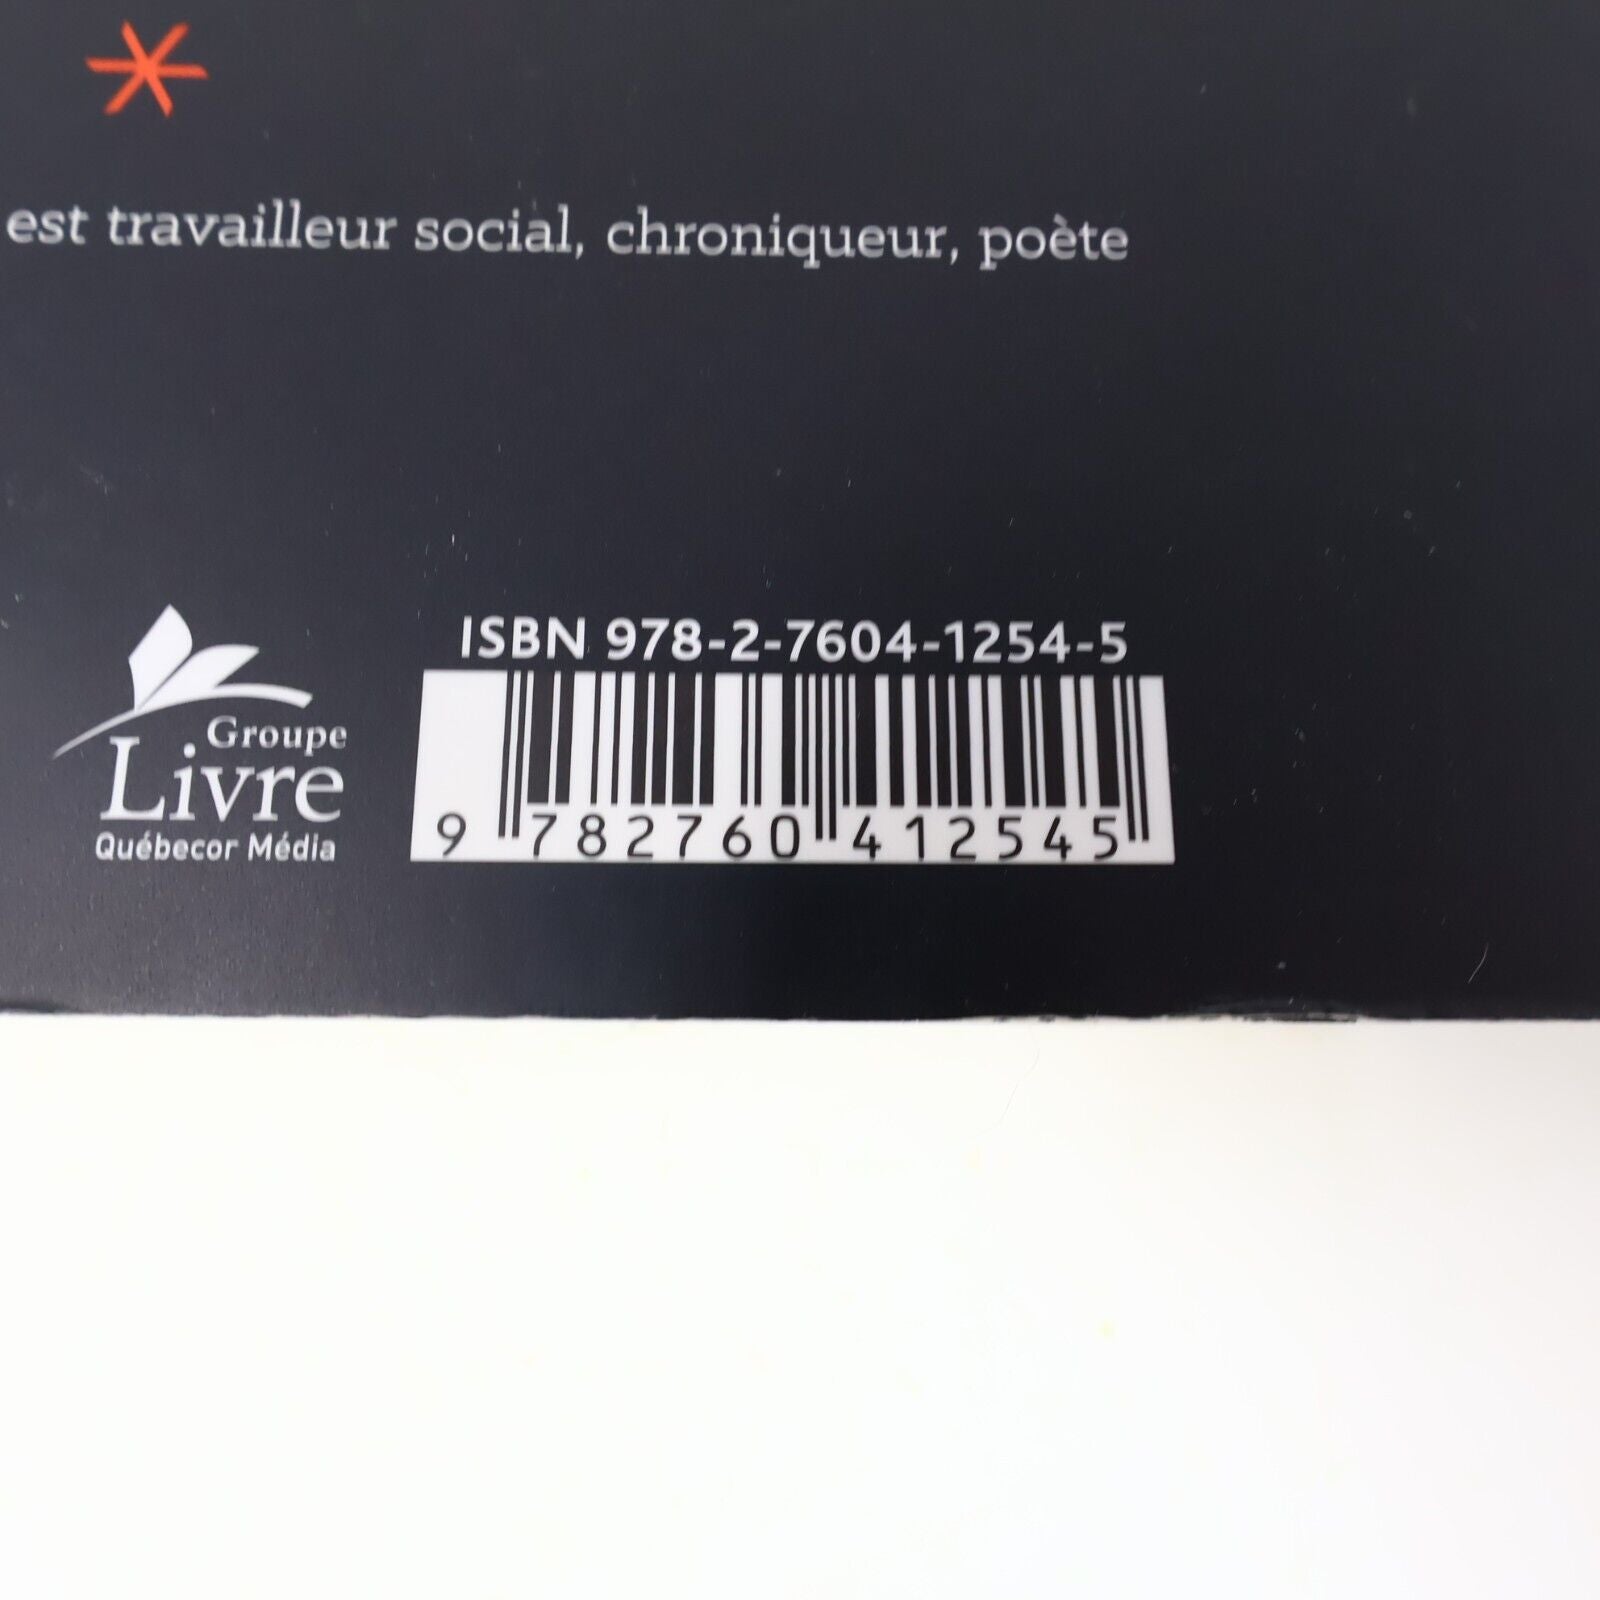 est travailleur social, chroniqueur, poète
ISBN 978-2-7604-1254-5
Groupe
Livre
Québecor Média
9 782760 412545